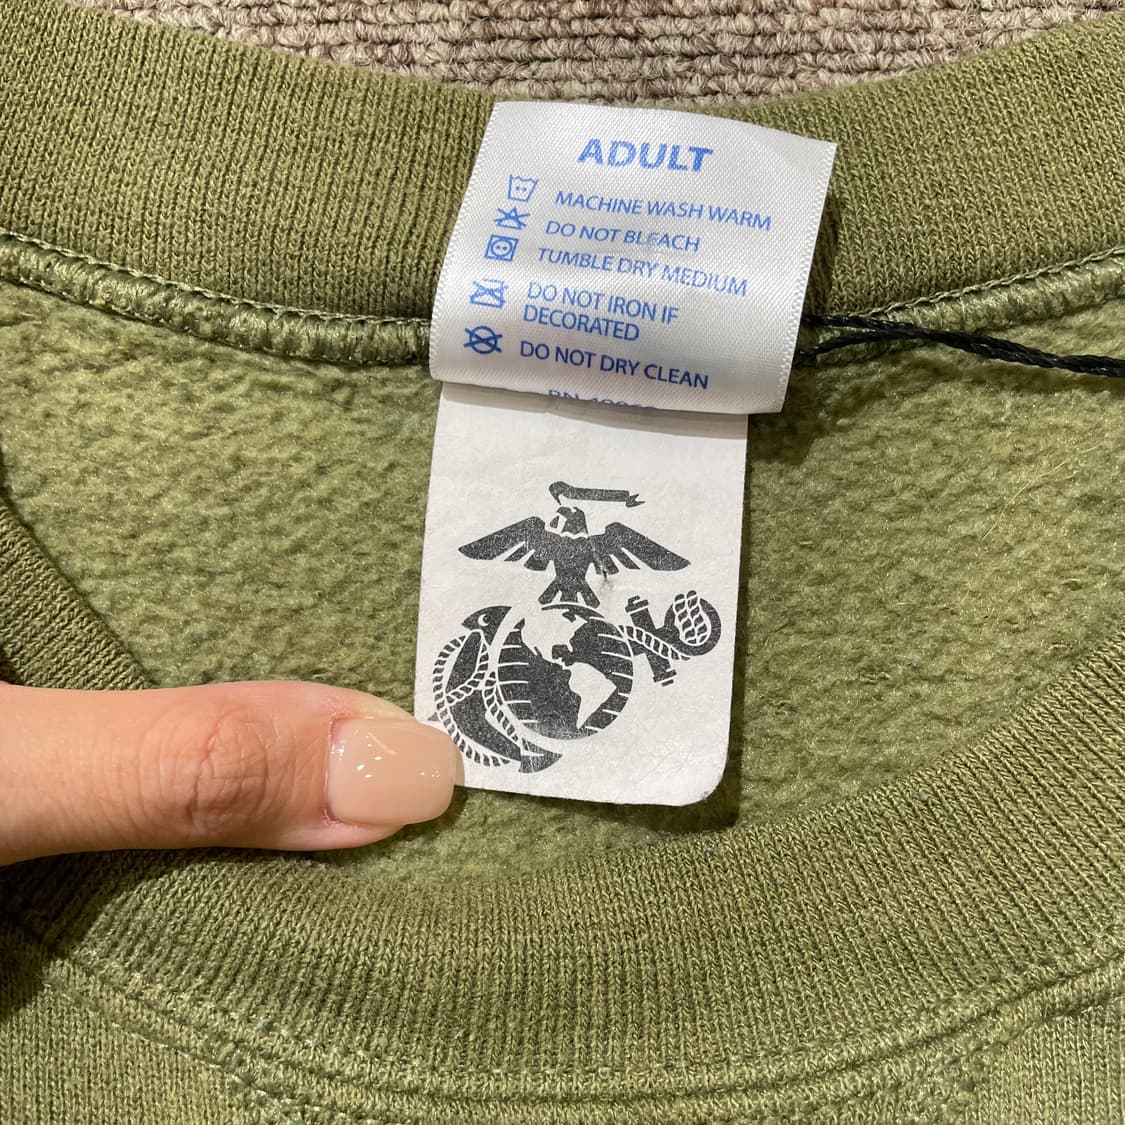 ADULT
MACHINE WASH WARM
DO NOT BLEACH
TUMBLE DRY MEDIUM
DO NOT IRON IF
DECORATED
DO NOT DRY CLEAN